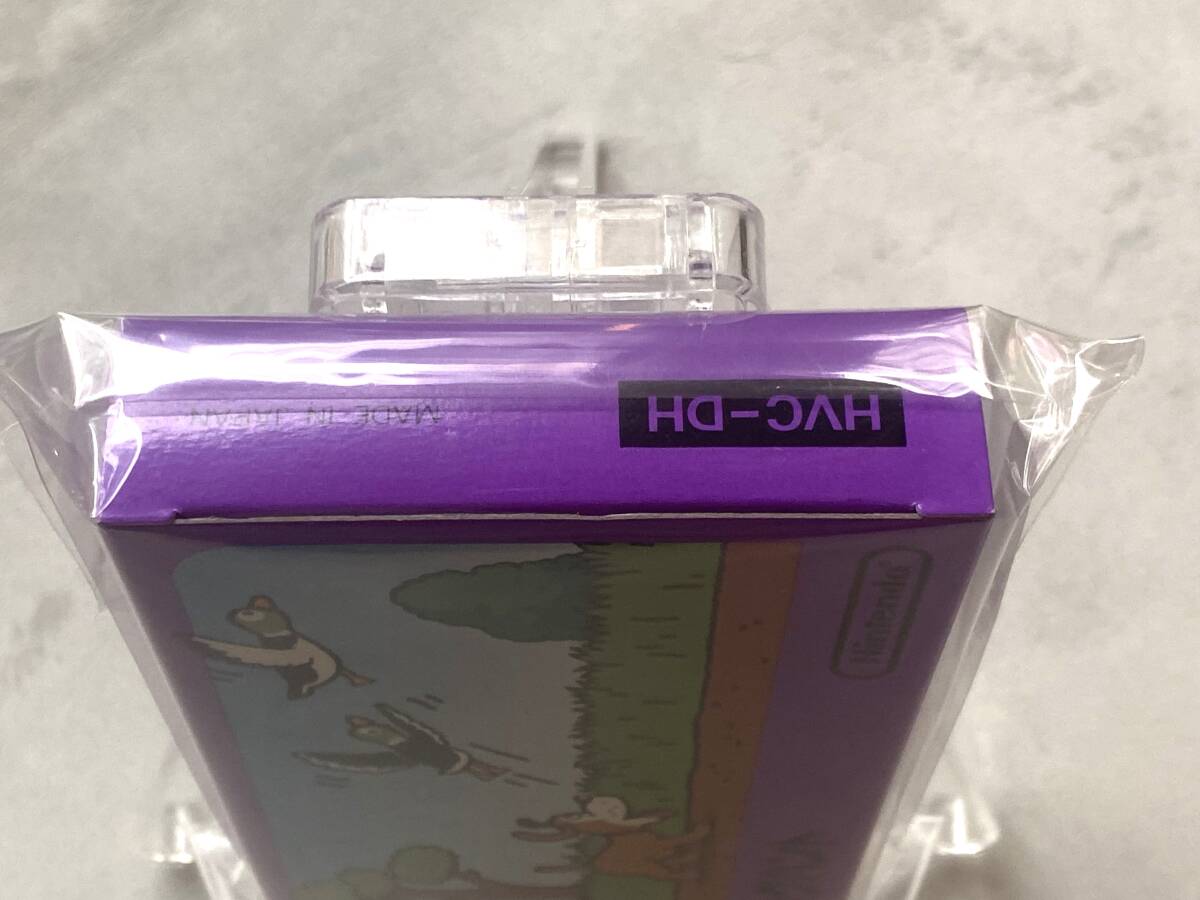 HVC-DH
MADE IN JAPAN
Nintendo